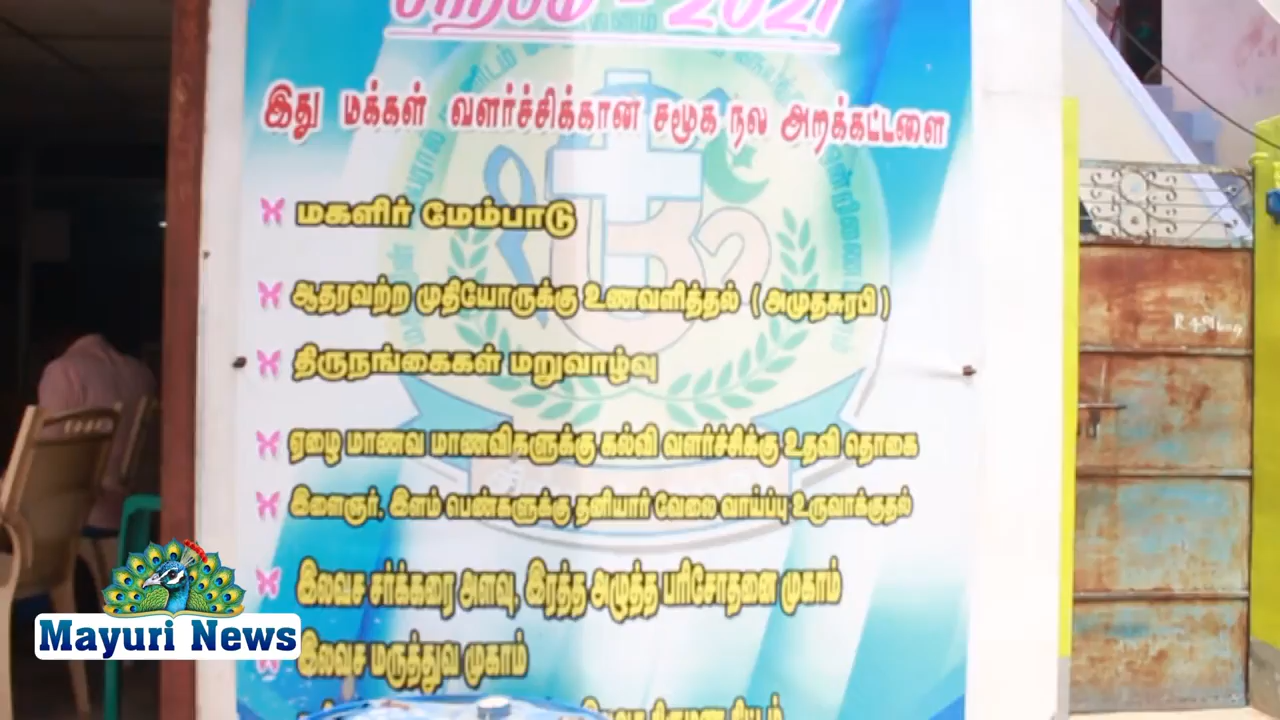 சார்பம் - 2021
இது மக்கள் வளர்ச்சிக்கான சமூக நல அறக்கட்டளை
மகளிர் மேம்பாடு
ஆதரவற்ற முதியோருக்கு உணவளித்தல் ( அமுதசுரபி )
திருநங்கைகள் மறுவாழ்வு
ஏழை மாணவ மாணவிகளுக்கு கல்வி வளர்ச்சிக்கு உதவி தொகை
இளைஞர், இளம் பெண்களுக்கு தனியார் வேலை வாய்ப்பு உருவாக்குதல்
இலவச சர்க்கரை அளவு, இரத்த அழுத்த பரிசோதனை முகாம்
இலவச மருத்துவ முகாம்
Mayuri News